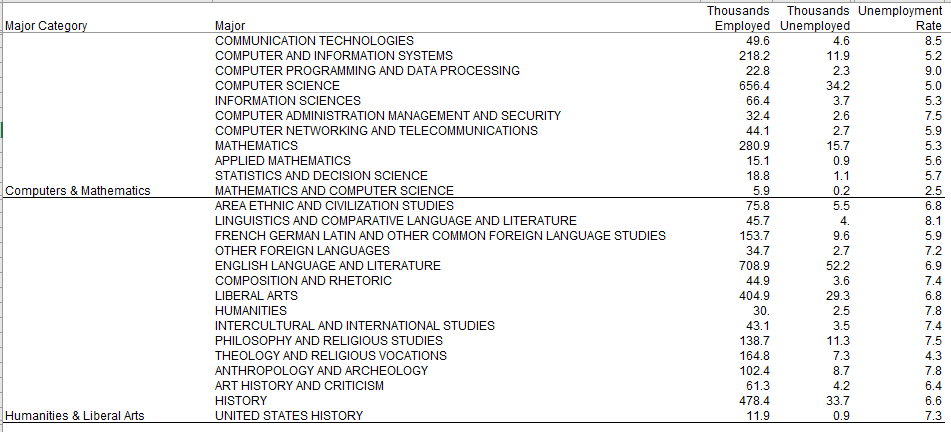 Thousands Thousands Unemployment
Major Category Major Employed Unemployed Rate
COMMUNICATION TECHNOLOGIES 49.6 4.6 8.5
COMPUTER AND INFORMATION SYSTEMS 218.2 11.9 5.2
COMPUTER PROGRAMMING AND DATA PROCESSING 22.8 2.3 9.0
COMPUTER SCIENCE 656.4 34.2 5.0
INFORMATION SCIENCES 66.4 3.7 5.3
COMPUTER ADMINISTRATION MANAGEMENT AND SECURITY 32.4 2.6 7.5
COMPUTER NETWORKING AND TELECOMMUNICATIONS 44.1 2.7 5.9
MATHEMATICS 280.9 15.7 5.3
APPLIED MATHEMATICS 15.1 0.9 5.6
STATISTICS AND DECISION SCIENCE 18.8 1.1 5.7
Computers & Mathematics MATHEMATICS AND COMPUTER SCIENCE 5.9 0.2 2.5
AREA ETHNIC AND CIVILIZATION STUDIES 75.8 5.5 6.8
LINGUISTICS AND COMPARATIVE LANGUAGE AND LITERATURE 45.7 4. 8.1
FRENCH GERMAN LATIN AND OTHER COMMON FOREIGN LANGUAGE STUDIES 153.7 9.6 5.9
OTHER FOREIGN LANGUAGES 34.7 2.7 7.2
ENGLISH LANGUAGE AND LITERATURE 708.9 52.2 6.9
COMPOSITION AND RHETORIC 44.9 3.6 7.4
LIBERAL ARTS 404.9 29.3 6.8
HUMANITIES 30. 2.5 7.8
INTERCULTURAL AND INTERNATIONAL STUDIES 43.1 3.5 7.4
PHILOSOPHY AND RELIGIOUS STUDIES 138.7 11.3 7.5
THEOLOGY AND RELIGIOUS VOCATIONS 164.8 7.3 4.3
ANTHROPOLOGY AND ARCHEOLOGY 102.4 8.7 7.8
ART HISTORY AND CRITICISM 61.3 4.2 6.4
HISTORY 478.4 33.7 6.6
Humanities & Liberal Arts UNITED STATES HISTORY 11.9 0.9 7.3